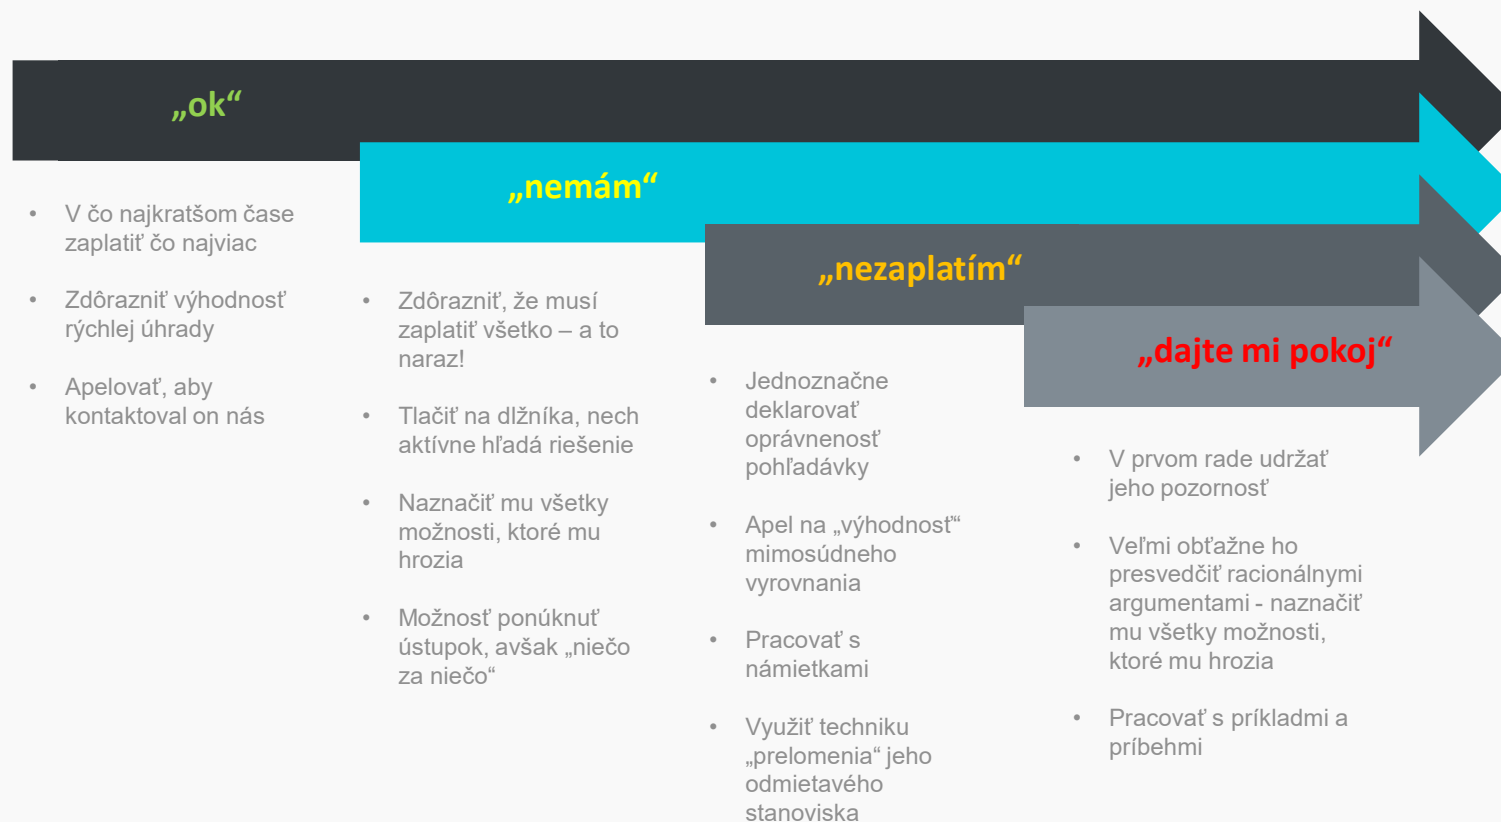 „ok“
• V čo najkratšom čase
zaplatiť čo najviac
• Zdôrazniť výhodnosť
rýchlej úhrady
• Apelovať, aby
kontaktoval on nás
„nemám“
• Zdôrazniť, že musí
zaplatiť všetko – a to
naraz!
• Tlačiť na dlžníka, nech
aktívne hľadá riešenie
• Naznačiť mu všetky
možnosti, ktoré mu
hrozia
• Možnosť ponúknuť
ústupok, avšak „niečo
za niečo“
„nezaplatím“
• Jednoznačne
deklarovať
oprávnenosť
pohľadávky
• Apel na „výhodnosť“
mimosúdneho
vyrovnania
• Pracovať s
námietkami
• Využiť techniku
„prelomenia“ jeho
odmietavého
stanoviska
„dajte mi pokoj“
• V prvom rade udržať
jeho pozornosť
• Veľmi obťažne ho
presvedčiť racionálnymi
argumentami - naznačiť
mu všetky možnosti,
ktoré mu hrozia
• Pracovať s príkladmi a
príbehmi